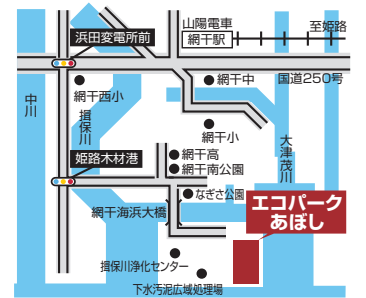 山陽電車
網干駅
至姫路
浜田変電所前
網干中
国道250号
網干西小
中川
揖保川
網干小
大津茂川
網干高
網干南公園
姫路木材港
なぎさ公園
網干海浜大橋
エコパーク
あぼし
揖保川浄化センター
下水汚泥広域処理場